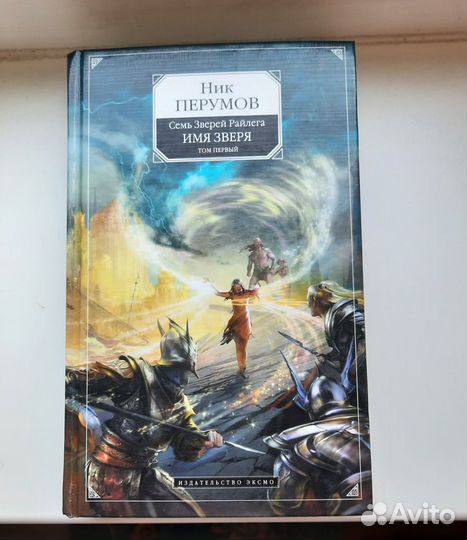 Ник
ПЕРУМОВ
Семь Зверей Райлега
ИМЯ ЗВЕРЯ
ТОМ ПЕРВЫЙ
ИЗДАТЕЛЬСТВО ЭКСМО
Avito